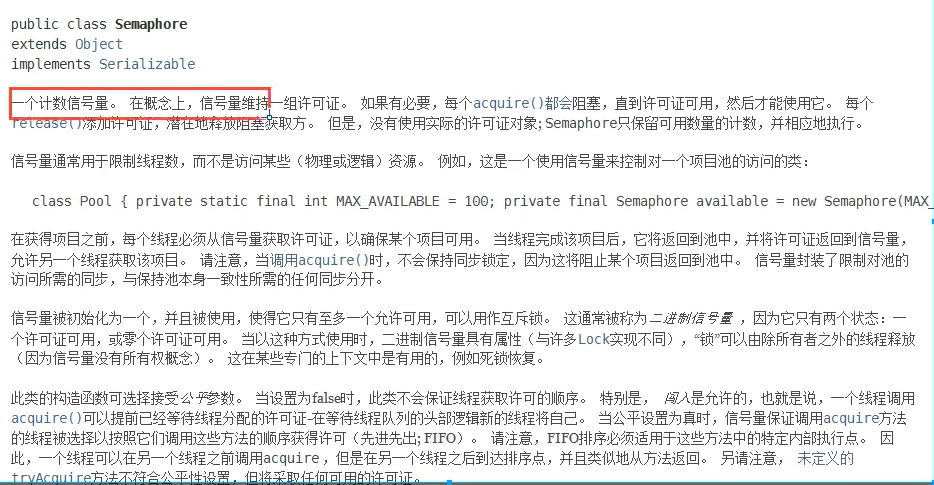 public class Semaphore
extends Object
implements Serializable
一个计数信号量。 在概念上，信号量维持一组许可证。 如果有必要，每个acquire()都会阻塞，直到许可证可用，然后才能使用它。 每个
release()添加许可证，潜在地释放阻塞获取方。 但是，没有使用实际的许可证对象; Semaphore只保留可用数量的计数，并相应地执行。
信号量通常用于限制线程数，而不是访问某些（物理或逻辑）资源。 例如，这是一个使用信号量来控制对一个项目池的访问的类：
class Pool { private static final int MAX_AVAILABLE = 100; private final Semaphore available = new Semaphore(MAX_
在获得项目之前，每个线程必须从信号量获取许可证，以确保某个项目可用。 当线程完成该项目后，它将返回到池中，并将许可证返回到信号量，
允许另一个线程获取该项目。 请注意，当调用acquire()时，不会保持同步锁定，因为这将阻止某个项目返回到池中。 信号量封装了限制对池的
访问所需的同步，与保持池本身一致性所需的任何同步分开。
信号量被初始化为一个，并且被使用，使得它只有至多一个允许可用，可以用作互斥锁。 这通常被称为二进制信号量 ，因为它只有两个状态：一
个许可证可用，或零个许可证可用。 当以这种方式使用时，二进制信号量具有属性（与许多Lock实现不同），“锁”可以由除所有者之外的线程释放
（因为信号量没有所有权概念）。 这在某些专门的上下文中是有用的，例如死锁恢复。
此类的构造函数可选择接受公平参数。 当设置为false时，此类不会保证线程获取许可的顺序。 特别是， 闯入是允许的，也就是说，一个线程调用
acquire()可以提前已经等待线程分配的许可证-在等待线程队列的头部逻辑新的线程将自己。 当公平设置为真时，信号量保证调用acquire方法
的线程被选择以按照它们调用这些方法的顺序获得许可（先进先出; FIFO）。 请注意，FIFO排序必须适用于这些方法中的特定内部执行点。 因
此，一个线程可以在另一个线程之前调用acquire ，但是在另一个线程之后到达排序点，并且类似地从方法返回。 另请注意， 未定义的
tryAcquire方法不符合公平性设置，但将采取任何可用的许可证。